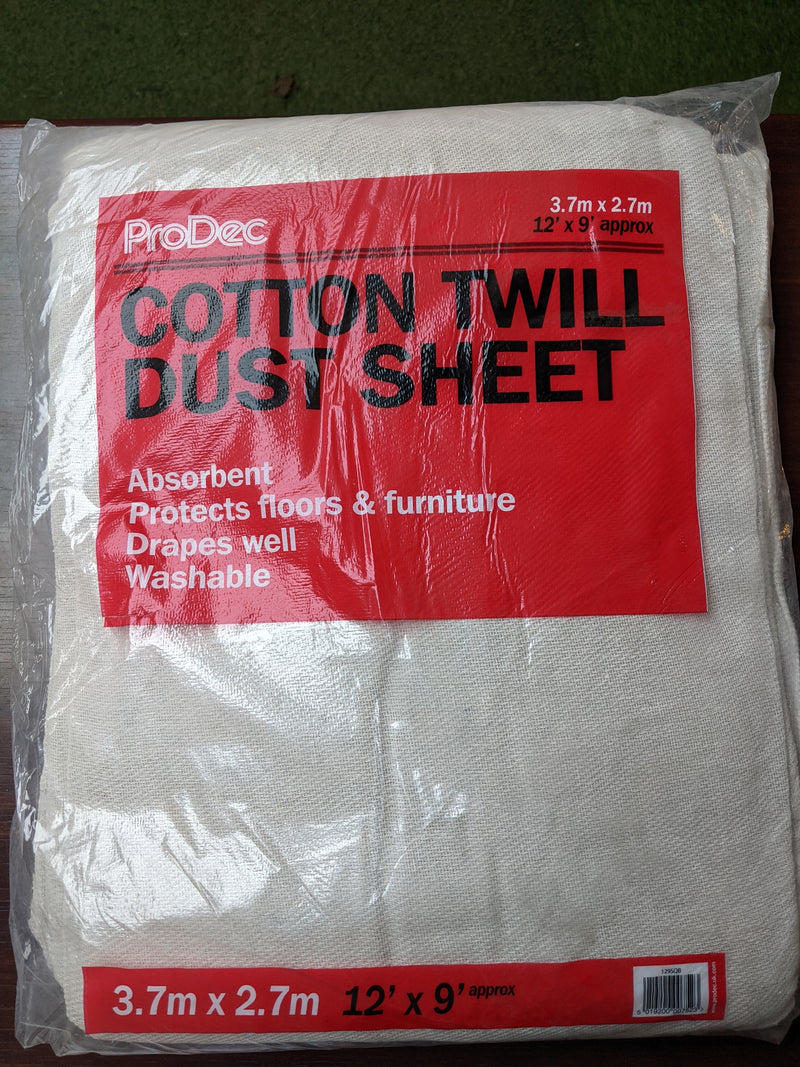 ProDec
3.7m x 2.7m
12' x 9' approx
COTTON TWILL
DUST SHEET
Absorbent
Protects floors & furniture
Drapes well
Washable
3.7m x 2.7m 12' x 9' approx